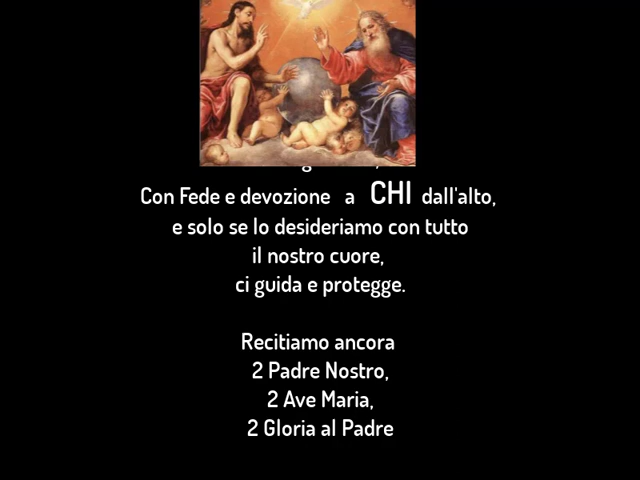 Con Fede e devozione a CHI dall'alto,
e solo se lo desideriamo con tutto
il nostro cuore,
ci guida e protegge.
Recitiamo ancora
2 Padre Nostro,
2 Ave Maria,
2 Gloria al Padre